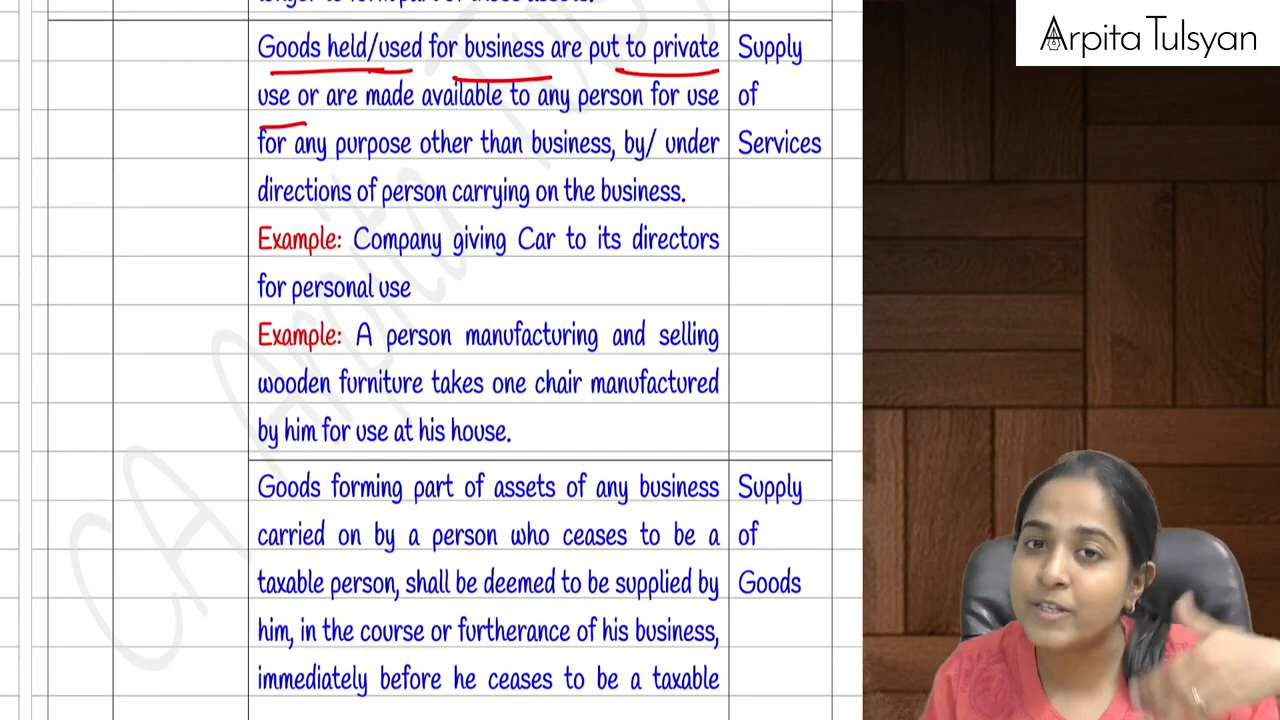 Arpita Tulsyan
Goods held/used for business are put to private
use or are made available to any person for use
for any purpose other than business, by/ under
directions of person carrying on the business.
Supply
of
Services
Example: Company giving Car to its directors
for personal use
Example: A person manufacturing and selling
wooden furniture takes one chair manufactured
by him for use at his house.
Goods forming part of assets of any business
carried on by a person who ceases to be a
taxable person, shall be deemed to be supplied by
him, in the course or furtherance of his business,
immediately before he ceases to be a taxable
Supply
of
Goods